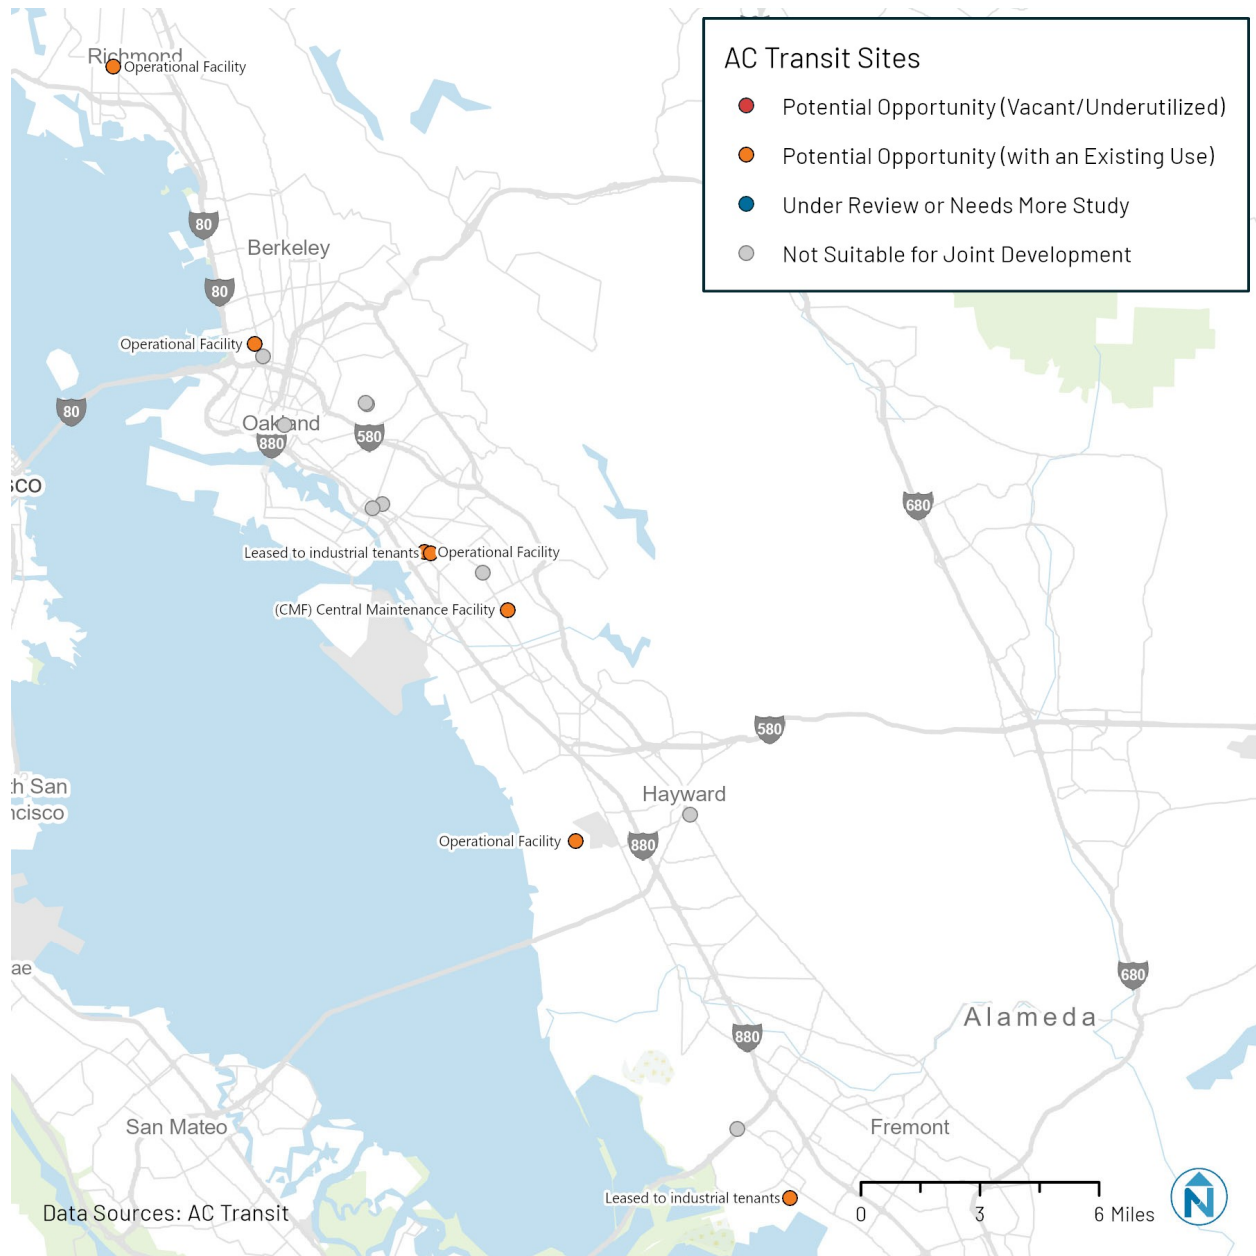 Richmond
Operational Facility
AC Transit Sites
Potential Opportunity (Vacant/Underutilized)
Potential Opportunity (with an Existing Use)
Under Review or Needs More Study
Not Suitable for Joint Development
80
Berkeley
80
Operational Facility
80
Oakland
880
580
sco
680
Leased to industrial tenants
Operational Facility
(CMF) Central Maintenance Facility
580
th San
ncisco
Hayward
Operational Facility
880
ae
680
Alameda
880
San Mateo
Fremont
Leased to industrial tenants
Data Sources: AC Transit
0 3 6 Miles
N